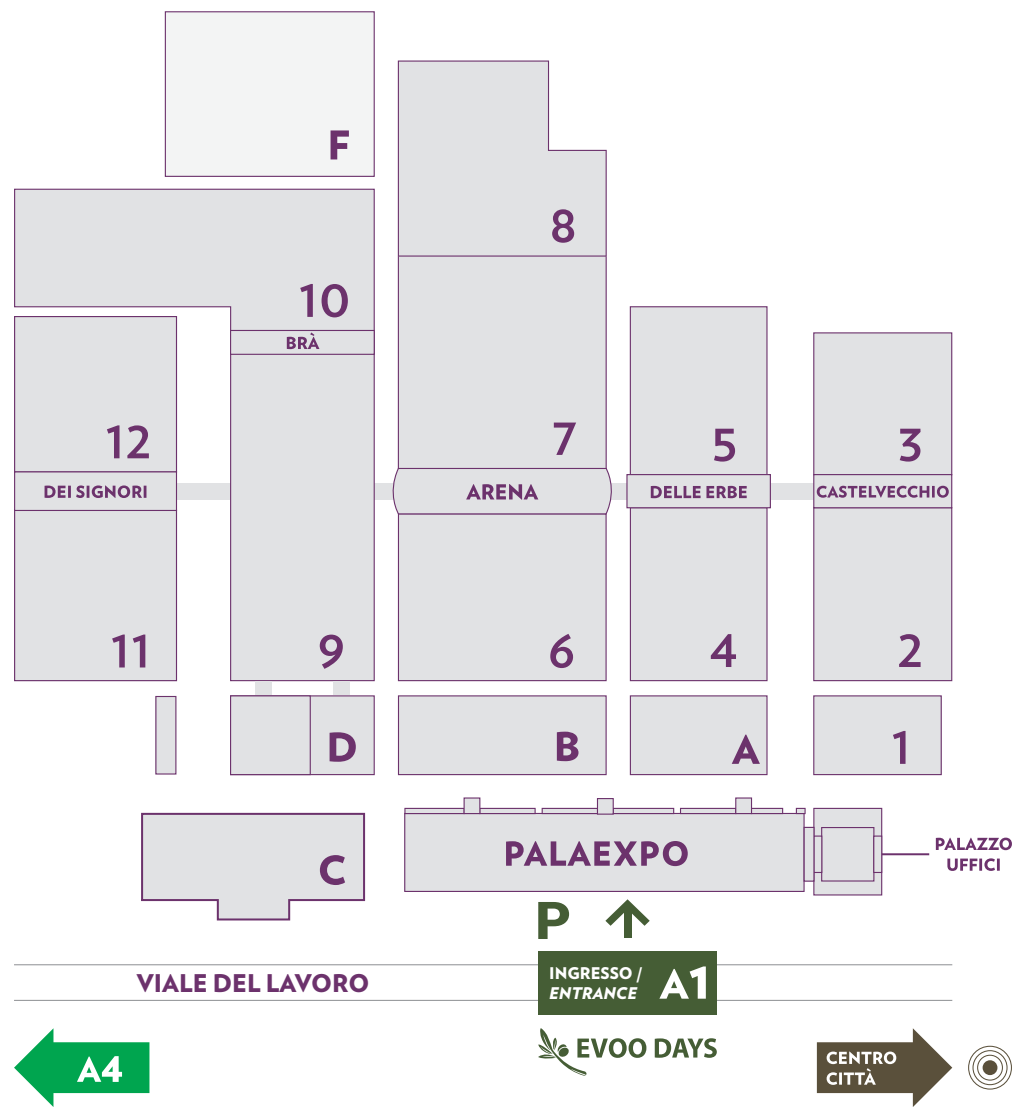 F
8
10
BRÀ
7
5
3
12
DEI SIGNORI
ARENA
DELLE ERBE
CASTELVECCHIO
11
9
6
4
2
D
B
A
1
C
PALAEXPO
PALAZZO
UFFICI
P
VIALE DEL LAVORO
INGRESSO /
ENTRANCE
A1
EVOO DAYS
A4
CENTRO
CITTÀ